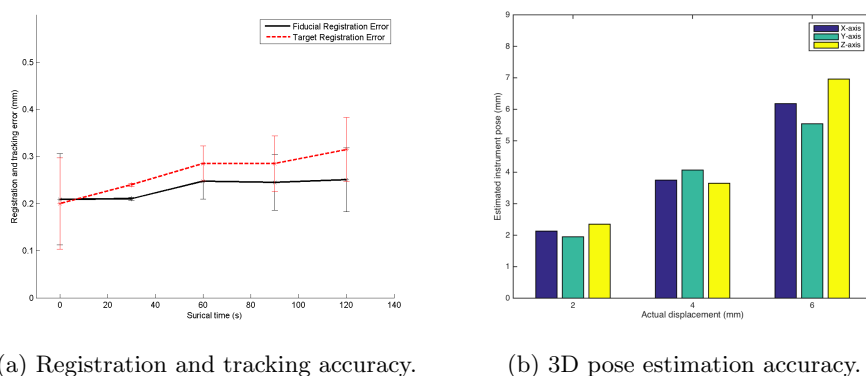 Fiducial Registration Error
Target Registration Error
Registration and tracking error (mm)
0.5
0.4
0.3
0.2
0.1
0
0 20 40 60 80 100 120 140
Surical time (s)
(a) Registration and tracking accuracy.
X-axis
Y-axis
Z-axis
Estimated instrument pose (mm)
9
8
7
6
5
4
3
2
1
0
2 4 6
Actual displacement (mm)
(b) 3D pose estimation accuracy.